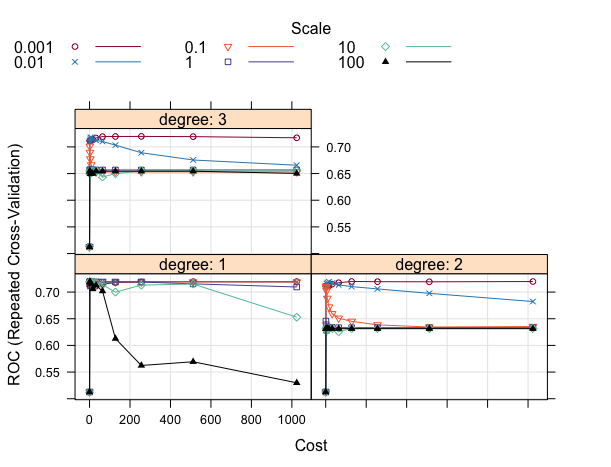 Scale
0.001 0.1 10
0.01 1 100
degree: 3
0.70
0.65
0.60
0.55
ROC (Repeated Cross-Validation)
degree: 1 degree: 2
0.70
0.65
0.60
0.55
0 200 400 600 800 1000
Cost